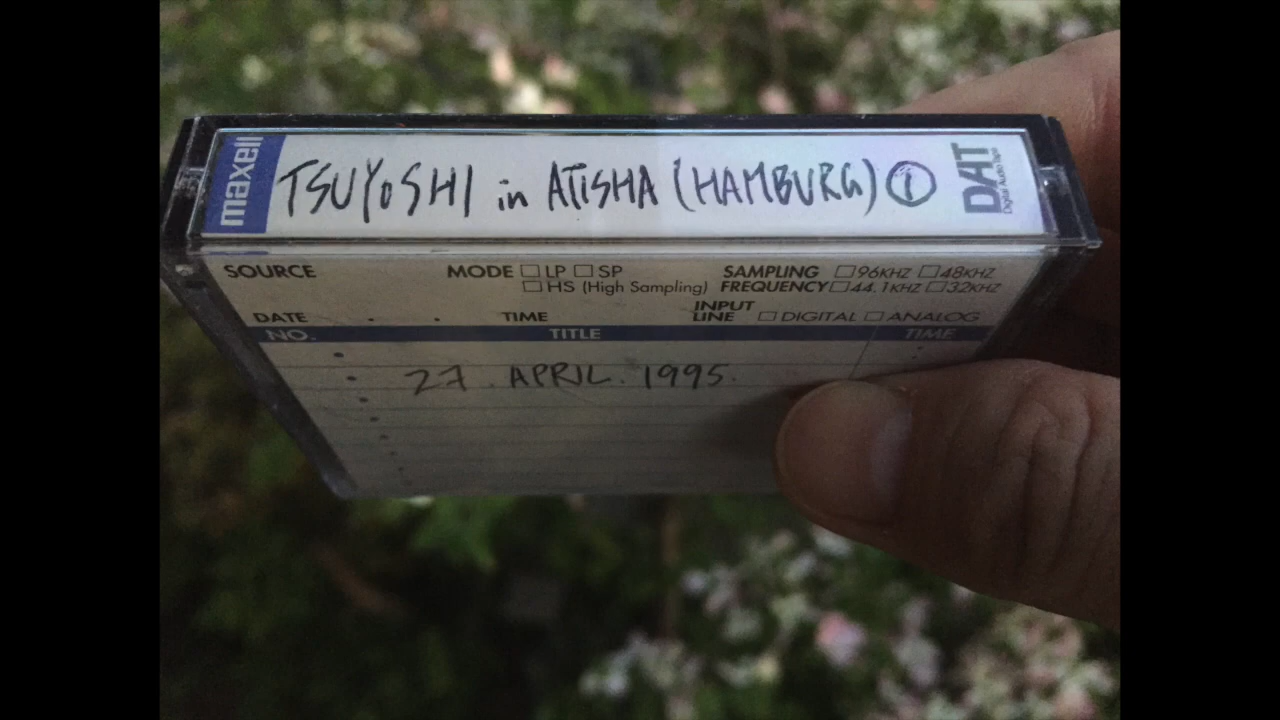 maxell TSUYOSHI in ATISHA (HAMBURG) ① DAT Digital Audio Tape
SOURCE MODE □ LP □ SP SAMPLING □ 96KHZ □ 48KHZ
□ HS (High Sampling) FREQUENCY □ 44.1KHZ □ 32KHZ
DATE . . TIME INPUT LINE □ DIGITAL □ ANALOG
NO. TITLE TIME
27. APRIL. 1995.